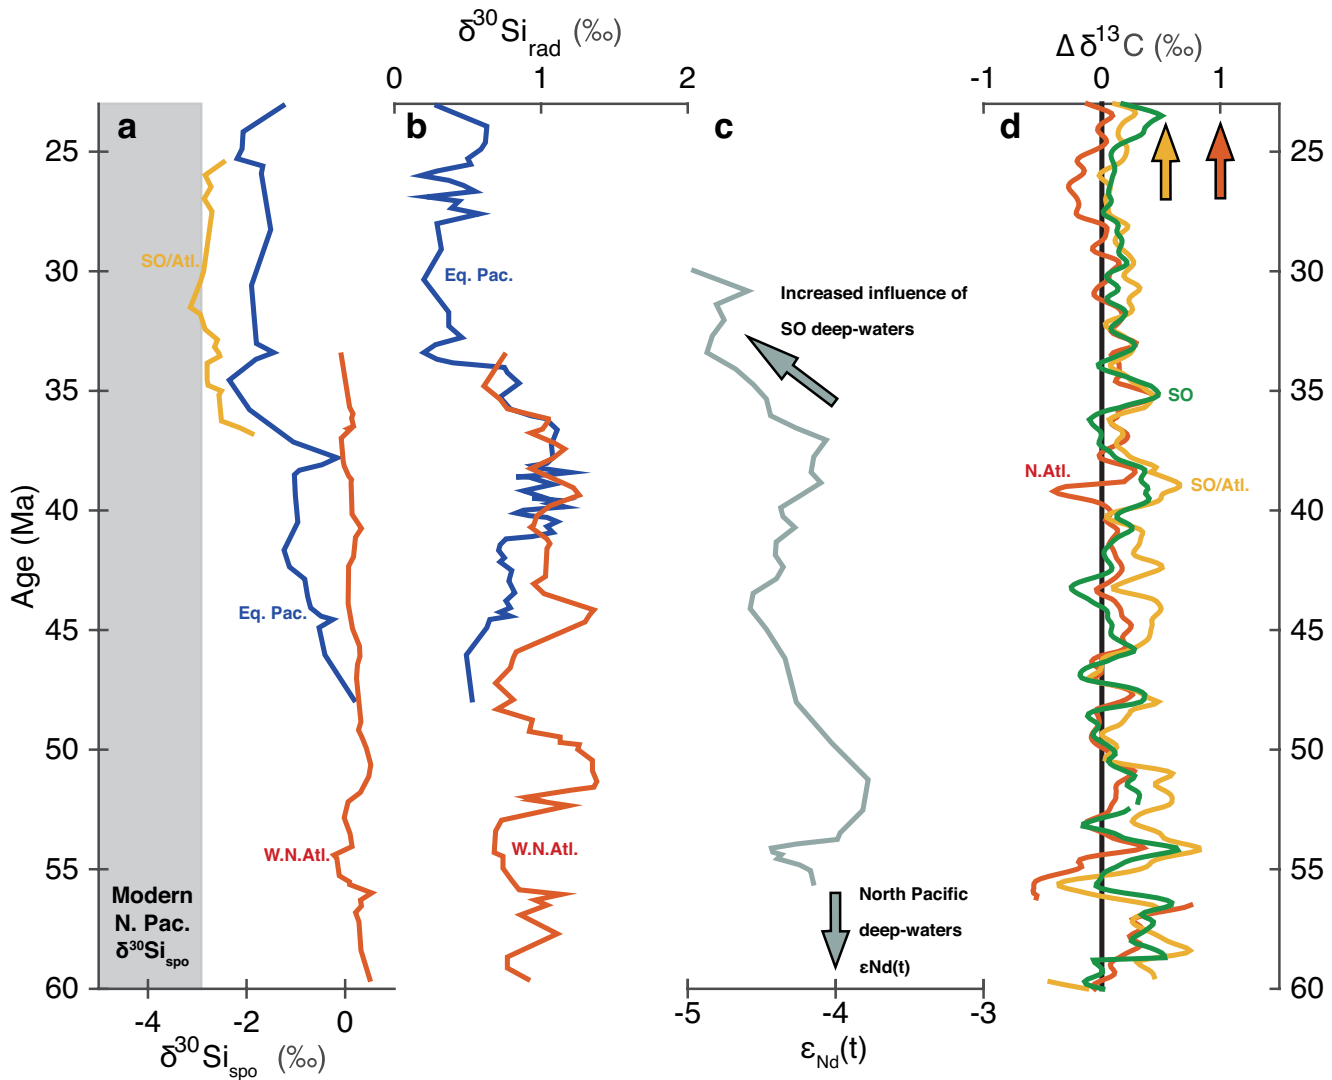 δ30Sirad (‰)
Δ δ13C (‰)
0 1 2
-1 0 1
a b c d
25 25
30 30
35 35
40 40
45 45
50 50
55 55
60 60
Age (Ma)
SO/Atl.
Eq. Pac.
Eq. Pac.
W.N.Atl.
W.N.Atl.
Modern
N. Pac.
δ30Sispo
Increased influence of
SO deep-waters
North Pacific
deep-waters
εNd(t)
SO
N.Atl.
SO/Atl.
-4 -2 0
-5 -4 -3
δ30Sispo (‰)
εNd(t)